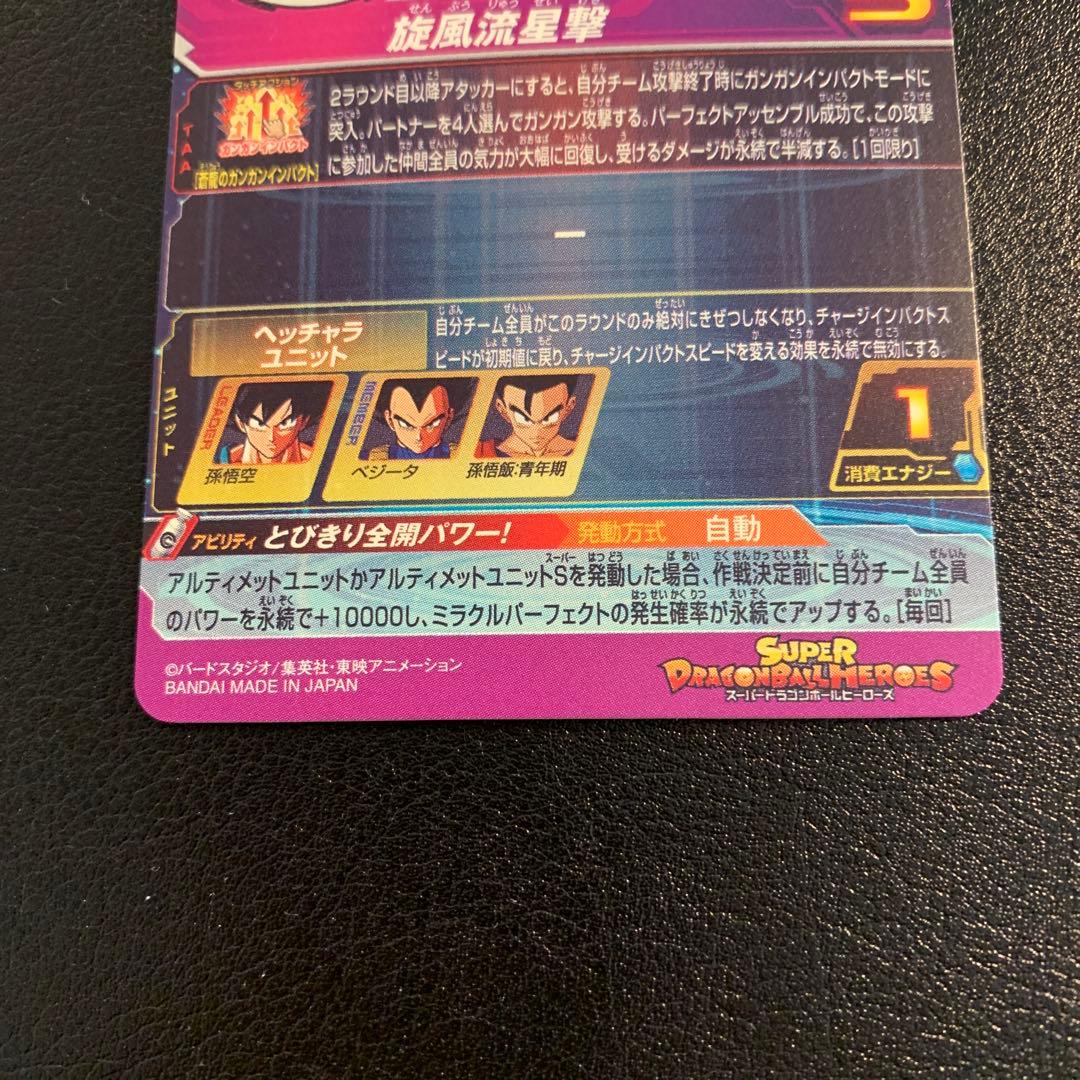 旋風流星撃
タッチアクション
ガンガンインパクト
TAA
[蒼龍のガンガンインパクト]
2ラウンド目以降アタッカーにすると、自分チーム攻撃終了時にガンガンインパクトモードに
突入。パートナーを4人選んでガンガン攻撃する。パーフェクトアッセンブル成功で、この攻撃
に参加した仲間全員の気力が大幅に回復し、受けるダメージが永続で半減する。[1回限り]
ー
ユニット
ヘッチャラ
ユニット
自分チーム全員がこのラウンドのみ絶対にきぜつしなくなり、チャージインパクトス
ピードが初期値に戻り、チャージインパクトスピードを変える効果を永続で無効にする。
LEADER
孫悟空
MEMBER
ベジータ
孫悟飯:青年期
1
消費エナジー
アビリティ とびきり全開パワー! 発動方式 自動
アルティメットユニットかアルティメットユニットSを発動した場合、作戦決定前に自分チーム全員
のパワーを永続で+10000し、ミラクルパーフェクトの発生確率が永続でアップする。[毎回]
©バードスタジオ/集英社・東映アニメーション
BANDAI MADE IN JAPAN
SUPER
DRAGONBALL HEROES
スーパードラゴンボールヒーローズ